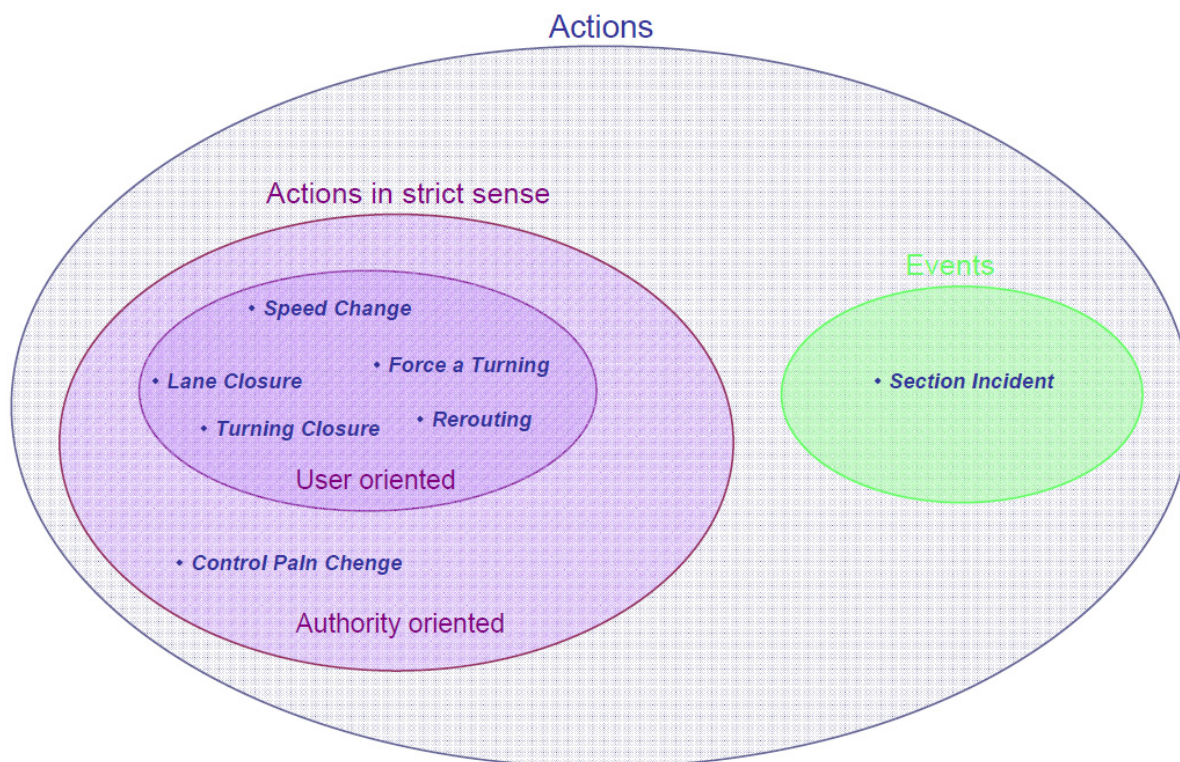 Actions
Actions in strict sense
Events
Speed Change
Force a Turning
Lane Closure
Section Incident
Rerouting
Turning Closure
User oriented
Control Paln Chenge
Authority oriented